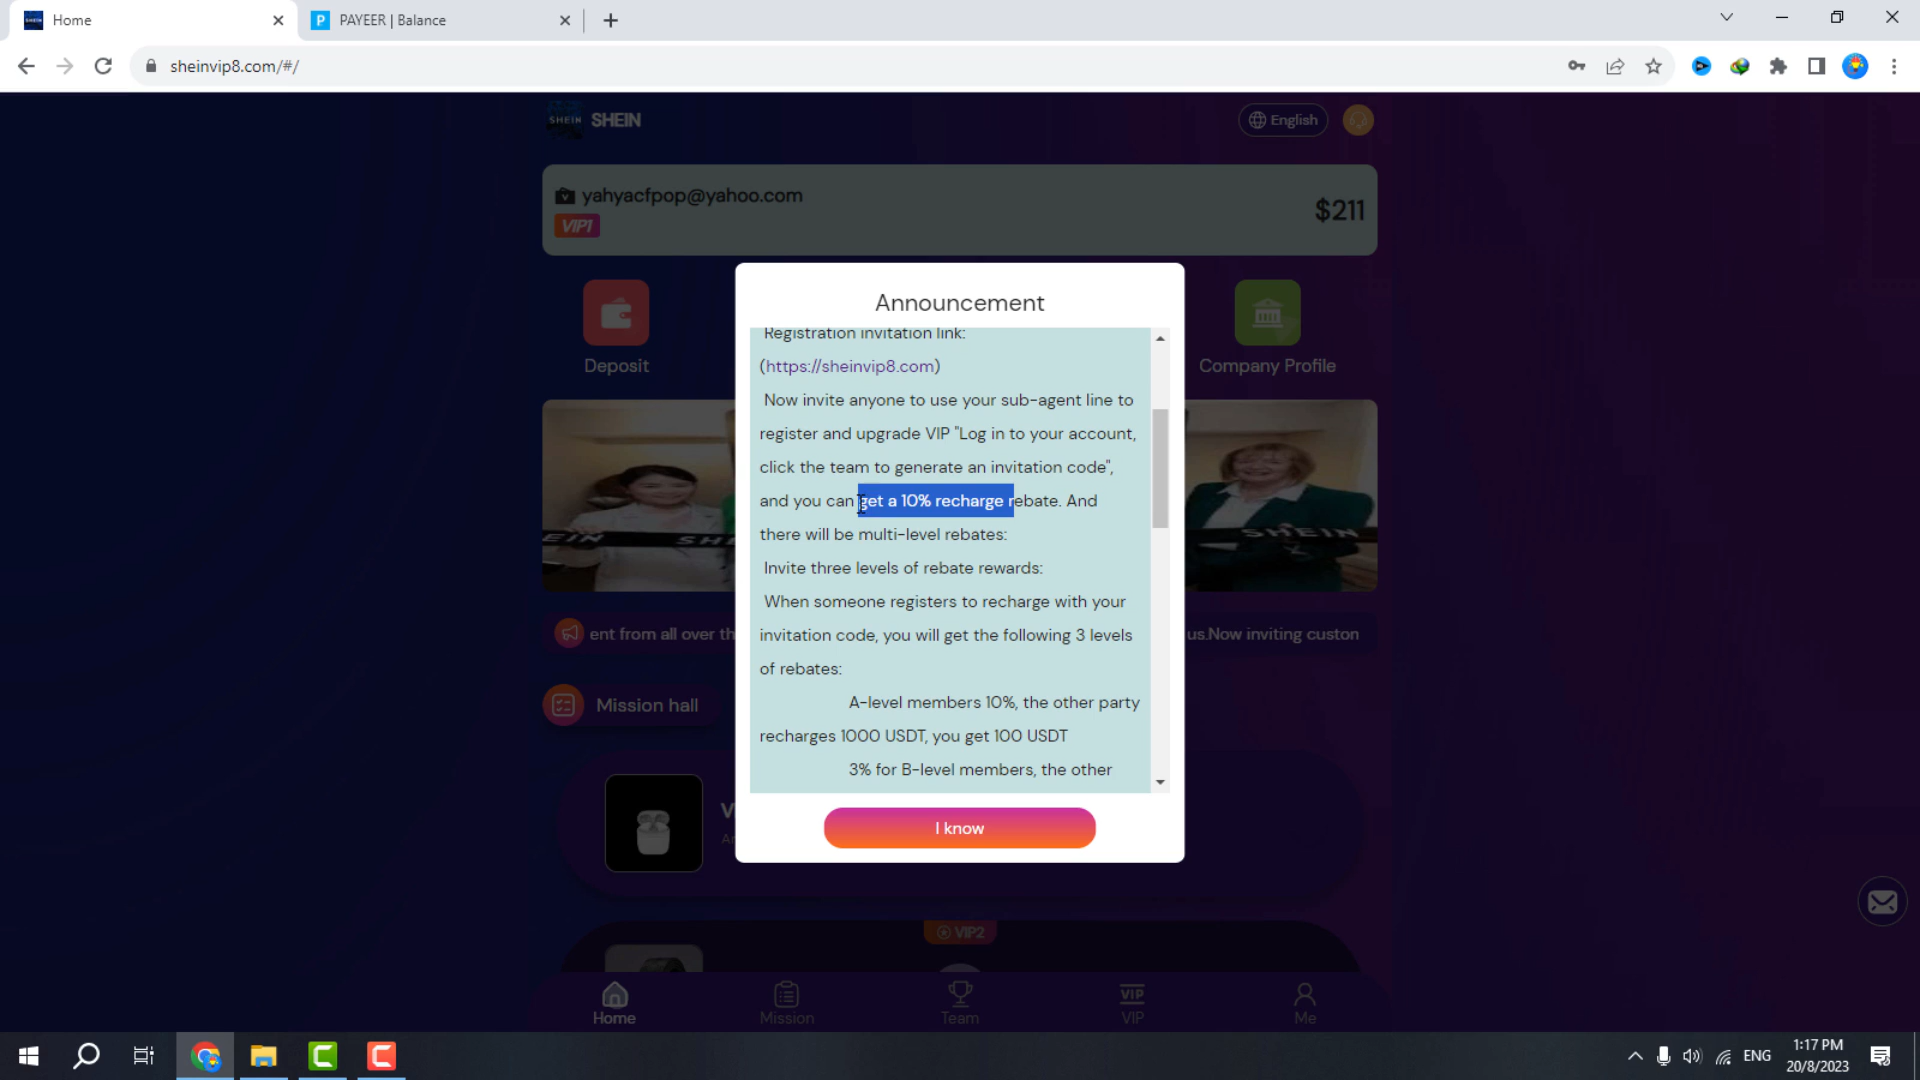 Home
PAYEER | Balance
sheinvip8.com/#/
SHEIN
SHEIN
English
yahyacfpop@yahoo.com
VIP1
$211
Announcement
Deposit
Company Profile
Registration invitation link:
(https://sheinvip8.com)
Now invite anyone to use your sub-agent line to
register and upgrade VIP "Log in to your account,
click the team to generate an invitation code",
and you can get a 10% recharge rebate. And
there will be multi-level rebates:
Invite three levels of rebate rewards:
When someone registers to recharge with your
invitation code, you will get the following 3 levels
of rebates:
A-level members 10%, the other party
recharges 1000 USDT, you get 100 USDT
3% for B-level members, the other
I know
EIN
SH
SHEIN
ent from all over th
us.Now inviting custon
Mission hall
V
VIP2
Home
Mission
Team
VIP
VIP
Me
ENG
1:17 PM
20/8/2023